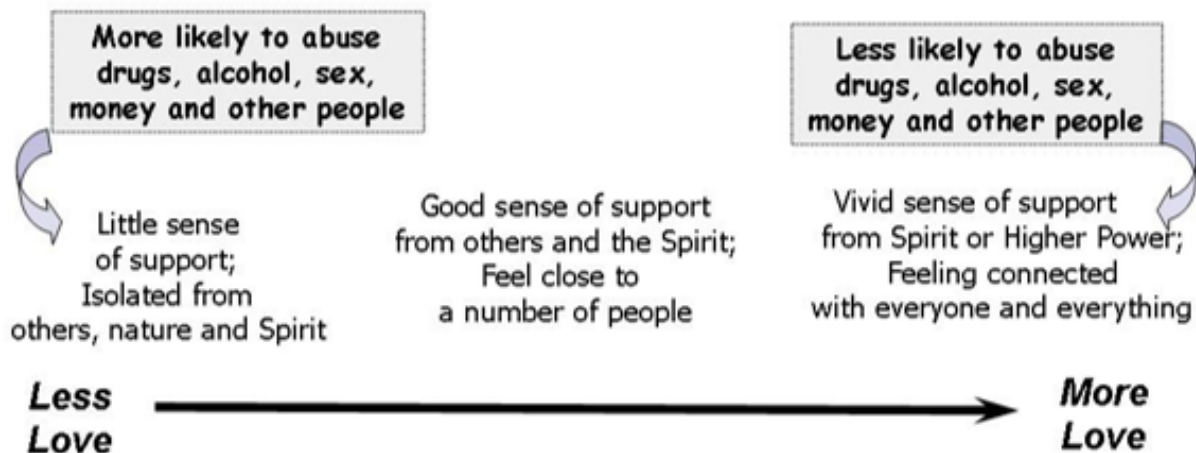 More likely to abuse
drugs, alcohol, sex,
money and other people
Less likely to abuse
drugs, alcohol, sex,
money and other people
Little sense
of support;
Isolated from
others, nature and Spirit
Good sense of support
from others and the Spirit;
Feel close to
a number of people
Vivid sense of support
from Spirit or Higher Power;
Feeling connected
with everyone and everything
Less
Love
More
Love